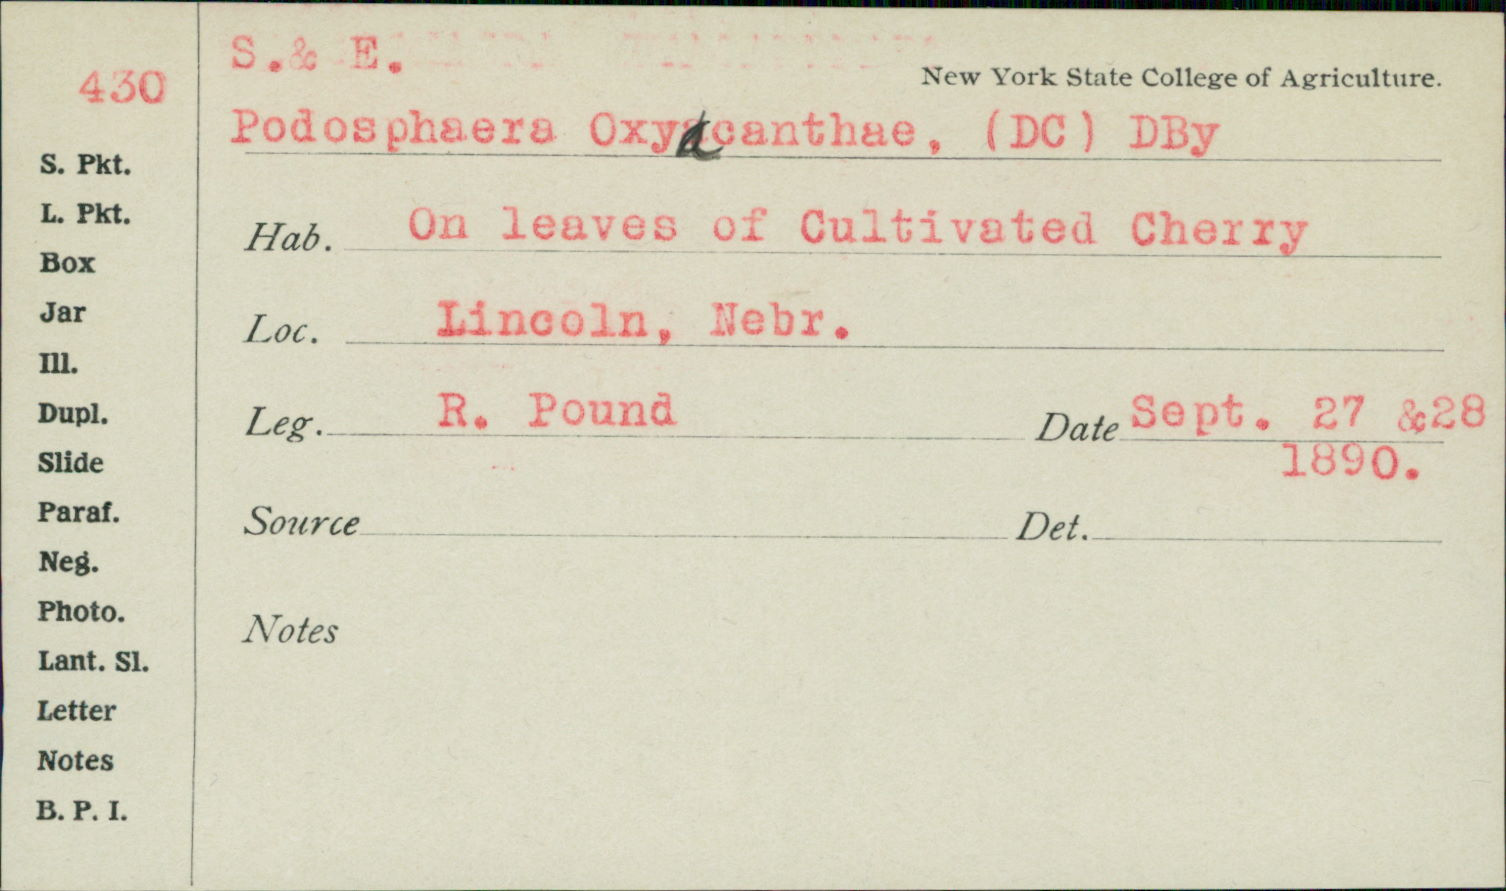 430
S. Pkt.
L. Pkt.
Box
Jar
Ill.
Dupl.
Slide
Paraf.
Neg.
Photo.
Lant. Sl.
Letter
Notes
B. P. I.
S.& E.
New York State College of Agriculture.
Podosphaera Oxyacanthae, (DC) DBy
Hab. On leaves of Cultivated Cherry
Loc. Lincoln, Nebr.
Leg. R. Pound Date Sept. 27 &28
1890.
Source Det.
Notes